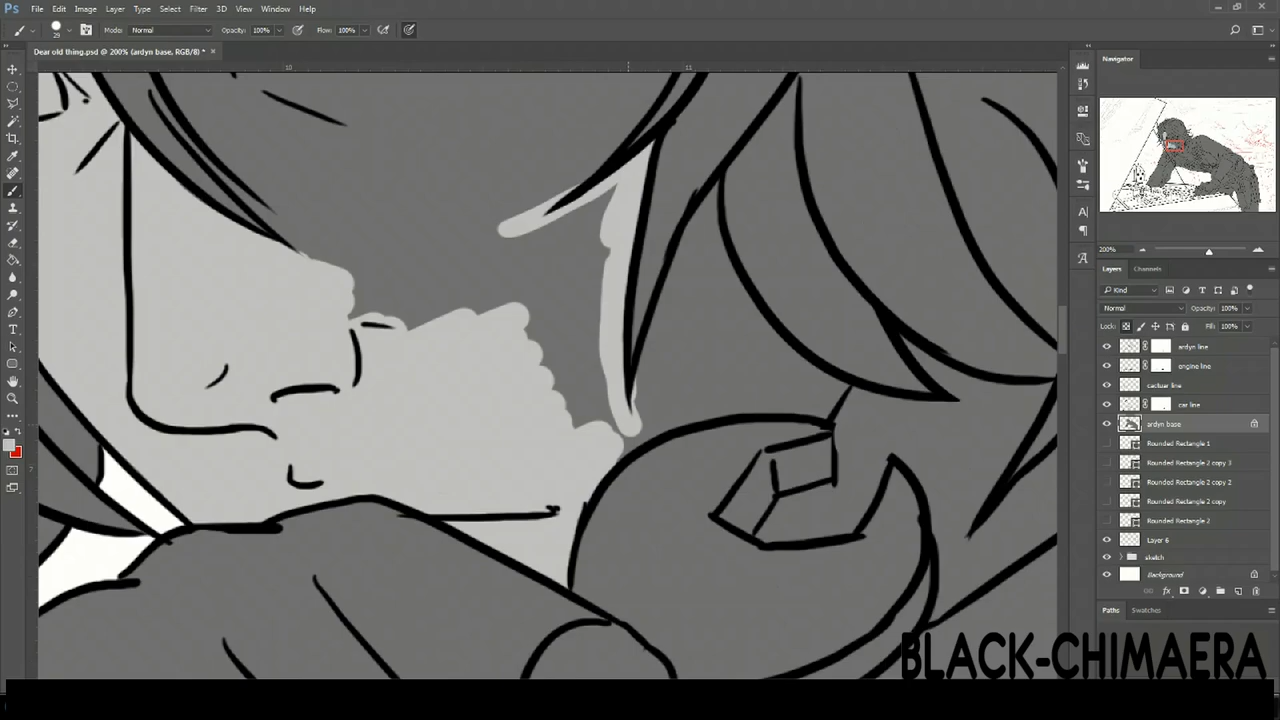 Ps File Edit Image Layer Type Select Filter 3D View Window Help
29 Mode: Normal Opacity: 100% Flow: 100%
Dear old thing.psd @ 200% (ardyn base, RGB/8) * ×
10 11
Navigator
200%
Layers Channels
Kind
Normal Opacity: 100%
Lock: Fill: 100%
ardyn line
engine line
cactuar line
car line
ardyn base
Rounded Rectangle 1
Rounded Rectangle 2 copy 3
Rounded Rectangle 2 copy 2
Rounded Rectangle 2 copy
Rounded Rectangle 2
Layer 6
sketch
Background
Paths Swatches
BLACK-CHIMAERA